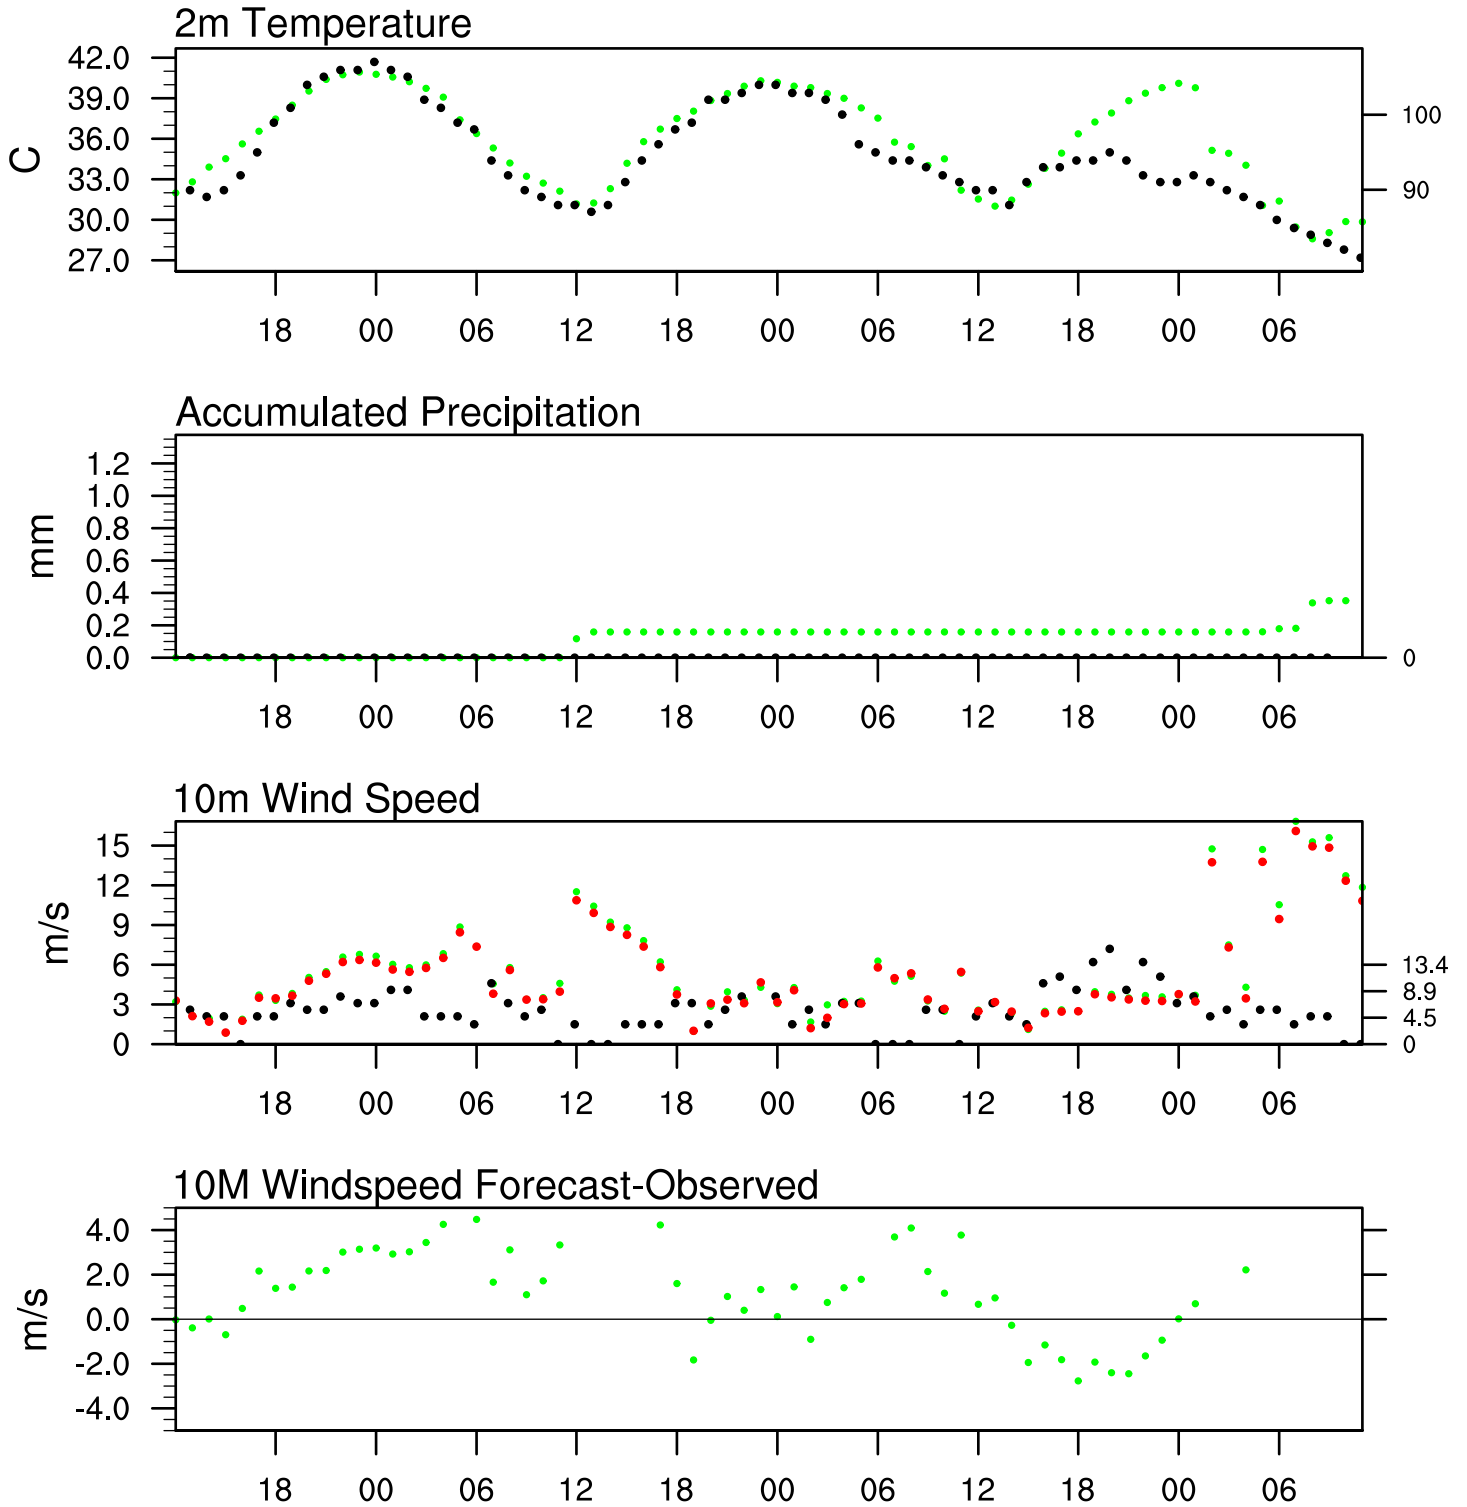 2m Temperature
42.0
39.0
36.0
33.0
30.0
27.0
C
100
90
18 00 06 12 18 00 06 12 18 00 06
Accumulated Precipitation
1.2
1.0
0.8
0.6
0.4
0.2
0.0
mm
0
18 00 06 12 18 00 06 12 18 00 06
10m Wind Speed
15
12
9
6
3
0
m/s
13.4
8.9
4.5
0
18 00 06 12 18 00 06 12 18 00 06
10M Windspeed Forecast-Observed
4.0
2.0
0.0
-2.0
-4.0
m/s
18 00 06 12 18 00 06 12 18 00 06